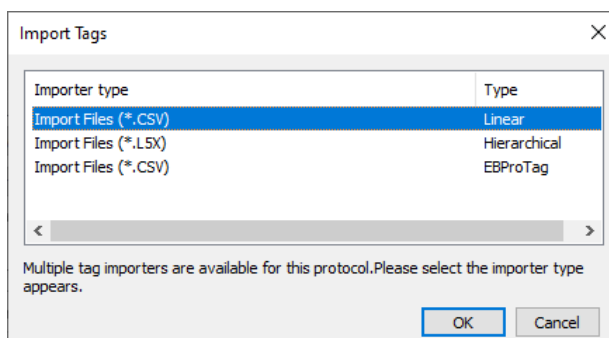 Import Tags
Importer type Type
Import Files (*.CSV) Linear
Import Files (*.L5X) Hierarchical
Import Files (*.CSV) EBProTag
Multiple tag importers are available for this protocol.Please select the importer type
appears.
OK Cancel